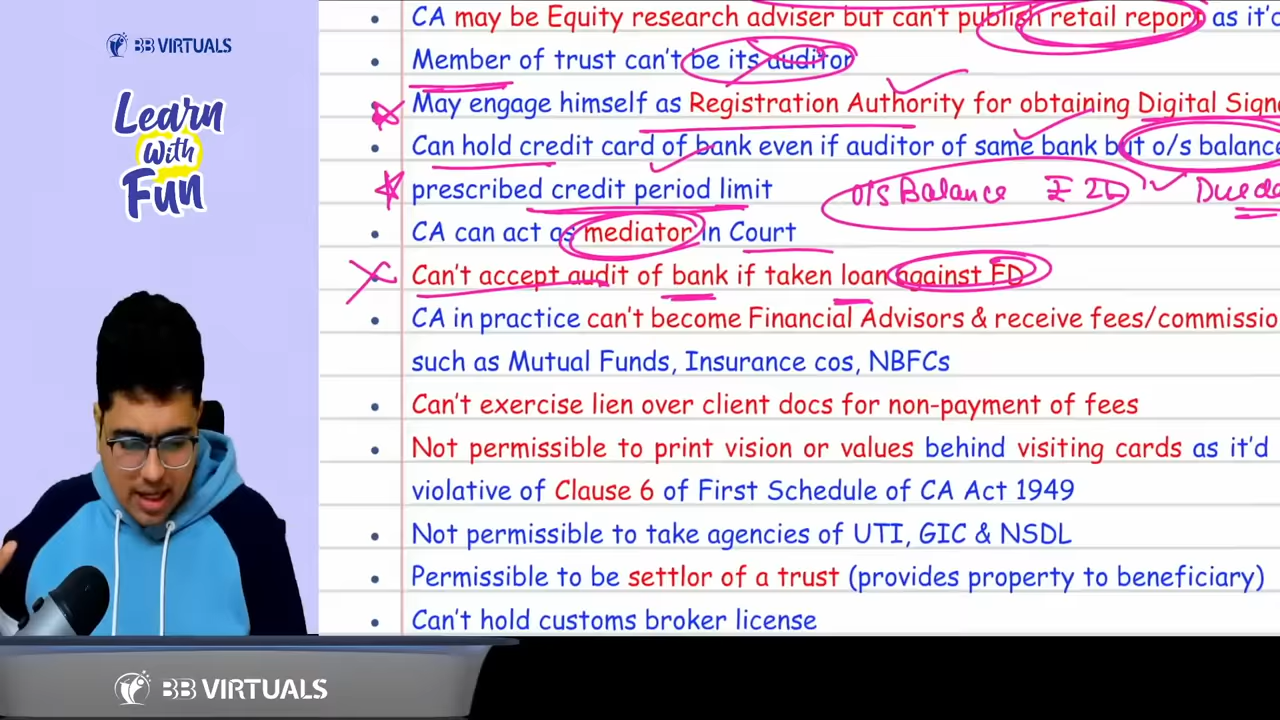 BB VIRTUALS
Learn
With
Fun
CA may be Equity research adviser but can't publish retail report as it'd
Member of trust can't be its auditor
May engage himself as Registration Authority for obtaining Digital Signa
Can hold credit card of bank even if auditor of same bank but o/s balance
prescribed credit period limit
O/S Balance
CA can act as mediator in Court
Can't accept audit of bank if taken loan against FD
CA in practice can't become Financial Advisors & receive fees/commissio
such as Mutual Funds, Insurance cos, NBFCs
Can't exercise lien over client docs for non-payment of fees
Not permissible to print vision or values behind visiting cards as it'd
violative of Clause 6 of First Schedule of CA Act 1949
Not permissible to take agencies of UTI, GIC & NSDL
Permissible to be settlor of a trust (provides property to beneficiary)
Can't hold customs broker license
BB VIRTUALS